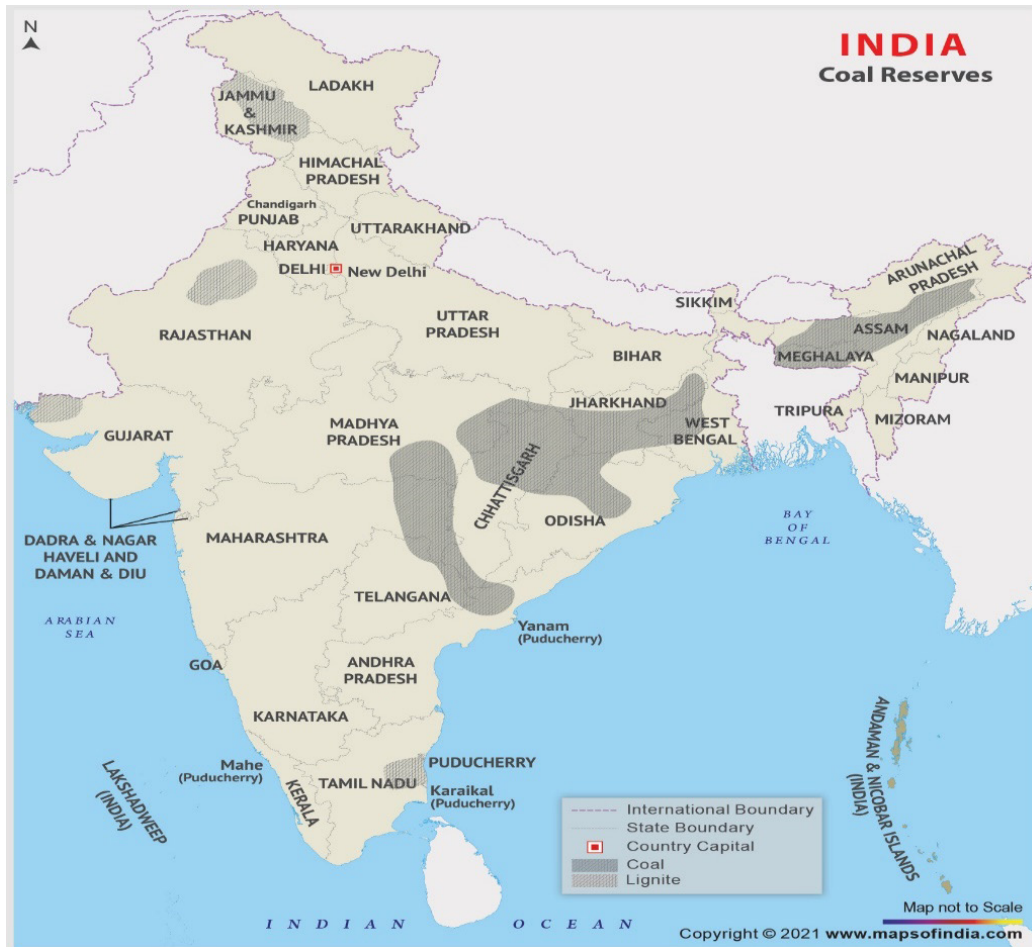 N
INDIA
Coal Reserves
LADAKH
JAMMU
&
KASHMIR
HIMACHAL
PRADESH
Chandigarh
PUNJAB
UTTARAKHAND
HARYANA
DELHI
New Delhi
ARUNACHAL
PRADESH
SIKKIM
RAJASTHAN
UTTAR
PRADESH
ASSAM
NAGALAND
BIHAR
MEGHALAYA
MANIPUR
JHARKHAND
TRIPURA
MIZORAM
GUJARAT
MADHYA
PRADESH
WEST
BENGAL
CHHATTISGARH
ODISHA
BAY
OF
BENGAL
DADRA & NAGAR
HAVELI AND
DAMAN & DIU
MAHARASHTRA
TELANGANA
ARABIAN
SEA
Yanam
(Puducherry)
GOA
ANDHRA
PRADESH
KARNATAKA
ANDAMAN & NICOBAR ISLANDS
(INDIA)
Mahe
(Puducherry)
PUDUCHERRY
TAMIL NADU
Karaikal
(Puducherry)
KERALA
LAKSHADWEEP
(INDIA)
International Boundary
State Boundary
Country Capital
Coal
Lignite
INDIAN OCEAN
Map not to Scale
Copyright © 2021 www.mapsofindia.com